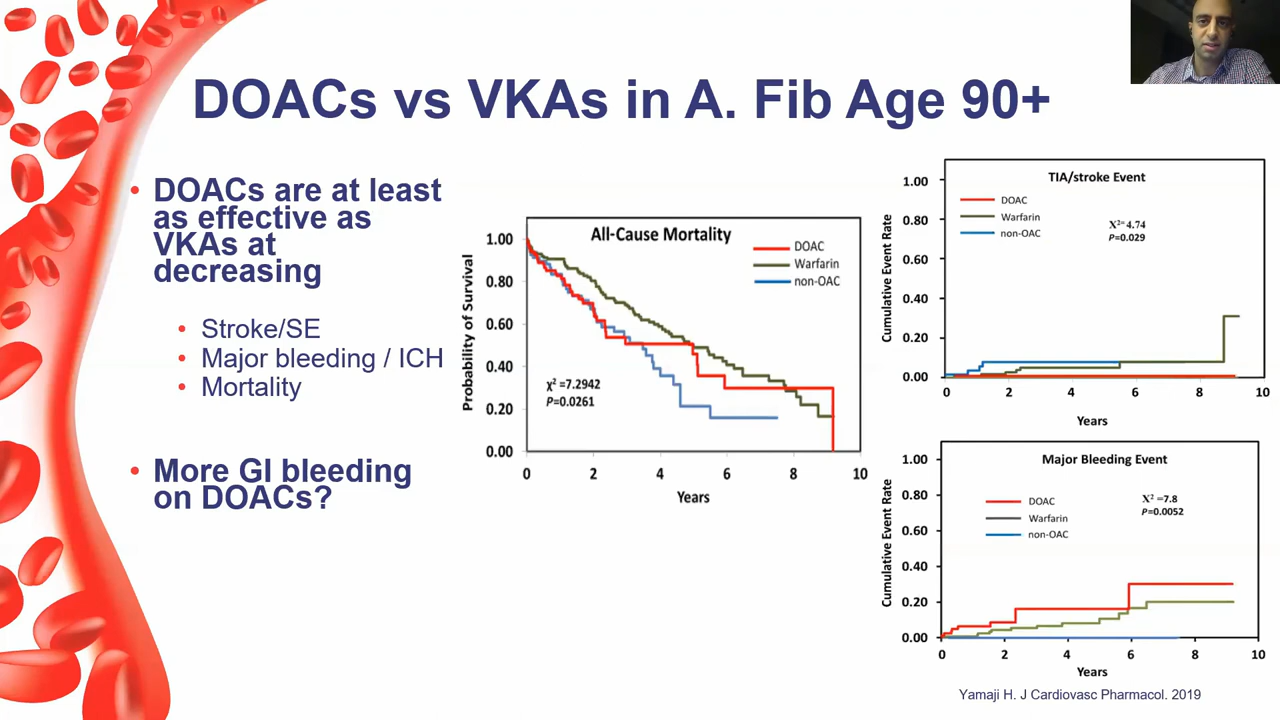 DOACs vs VKAs in A. Fib Age 90+
• DOACs are at least
as effective as
VKAs at
decreasing
• Stroke/SE
• Major bleeding / ICH
• Mortality
• More GI bleeding
on DOACs?
All-Cause Mortality
DOAC
Warfarin
non-OAC
Probability of Survival
1.00
0.80
0.60
0.40
0.20
0.00
χ² =7.2942
P=0.0261
0 2 4 6 8 10
Years
TIA/stroke Event
DOAC
Warfarin
non-OAC
X²= 4.74
P=0.029
Cumulative Event Rate
1.00
0.80
0.60
0.40
0.20
0.00
0 2 4 6 8 10
Years
Major Bleeding Event
DOAC
Warfarin
non-OAC
X² =7.8
P=0.0052
Cumulative Event Rate
1.00
0.80
0.60
0.40
0.20
0.00
0 2 4 6 8 10
Years
Yamaji H. J Cardiovasc Pharmacol. 2019